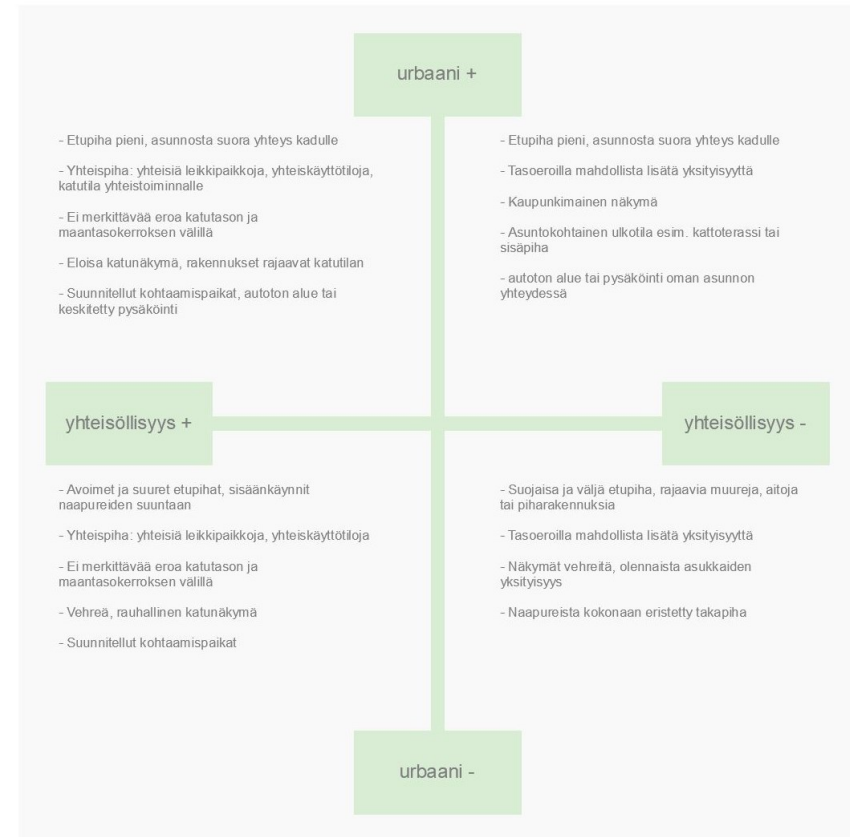 urbaani +
- Etupiha pieni, asunnosta suora yhteys kadulle
- Yhteispiha: yhteisiä leikkipaikkoja, yhteiskäyttötiloja,
katutila yhteistoiminnalle
- Ei merkittävää eroa katutason ja
maantasokerroksen välillä
- Eloisa katunäkymä, rakennukset rajaavat katutilan
- Suunnitellut kohtaamispaikat, autoton alue tai
keskitetty pysäköinti
- Etupiha pieni, asunnosta suora yhteys kadulle
- Tasoeroilla mahdollista lisätä yksityisyyttä
- Kaupunkimainen näkymä
- Asuntokohtainen ulkotila esim. kattoterassi tai
sisäpiha
- autoton alue tai pysäköinti oman asunnon
yhteydessä
yhteisöllisyys +
yhteisöllisyys -
- Avoimet ja suuret etupihat, sisäänkäynnit
naapureiden suuntaan
- Yhteispiha: yhteisiä leikkipaikkoja, yhteiskäyttötiloja
- Ei merkittävää eroa katutason ja
maantasokerroksen välillä
- Vehreä, rauhallinen katunäkymä
- Suunnitellut kohtaamispaikat
- Suojaisa ja väljä etupiha, rajaavia muureja, aitoja
tai piharakennuksia
- Tasoeroilla mahdollista lisätä yksityisyyttä
- Näkymät vehreitä, olennaista asukkaiden
yksityisyys
- Naapureista kokonaan eristetty takapiha
urbaani -